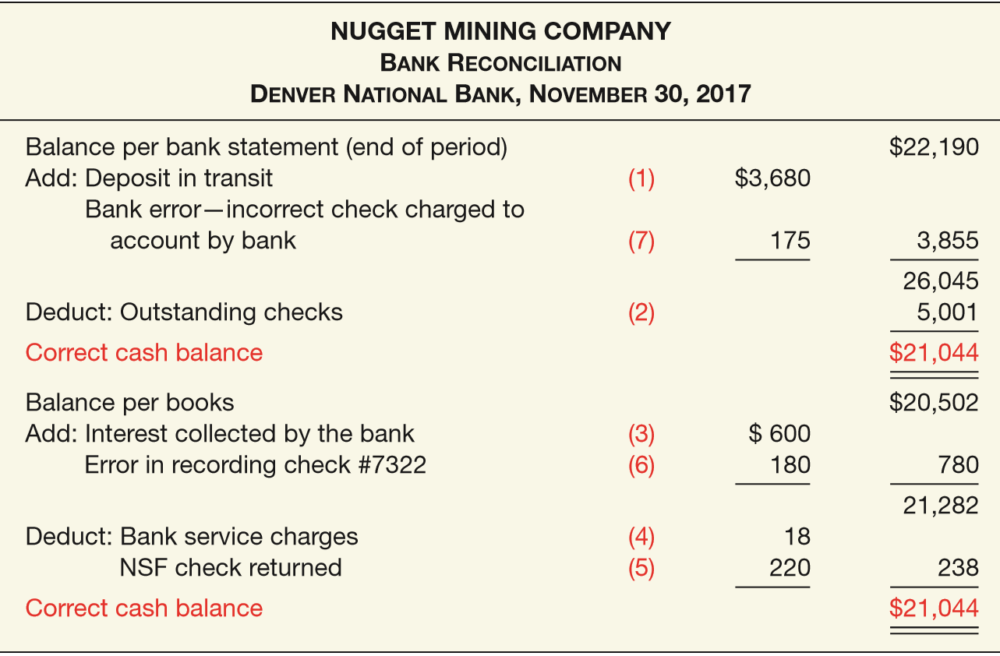 NUGGET MINING COMPANY
BANK RECONCILIATION
DENVER NATIONAL BANK, NOVEMBER 30, 2017
Balance per bank statement (end of period) $22,190
Add: Deposit in transit (1) $3,680
Bank error—incorrect check charged to
account by bank (7) 175 3,855
26,045
Deduct: Outstanding checks (2) 5,001
Correct cash balance $21,044
Balance per books $20,502
Add: Interest collected by the bank (3) $ 600
Error in recording check #7322 (6) 180 780
21,282
Deduct: Bank service charges (4) 18
NSF check returned (5) 220 238
Correct cash balance $21,044